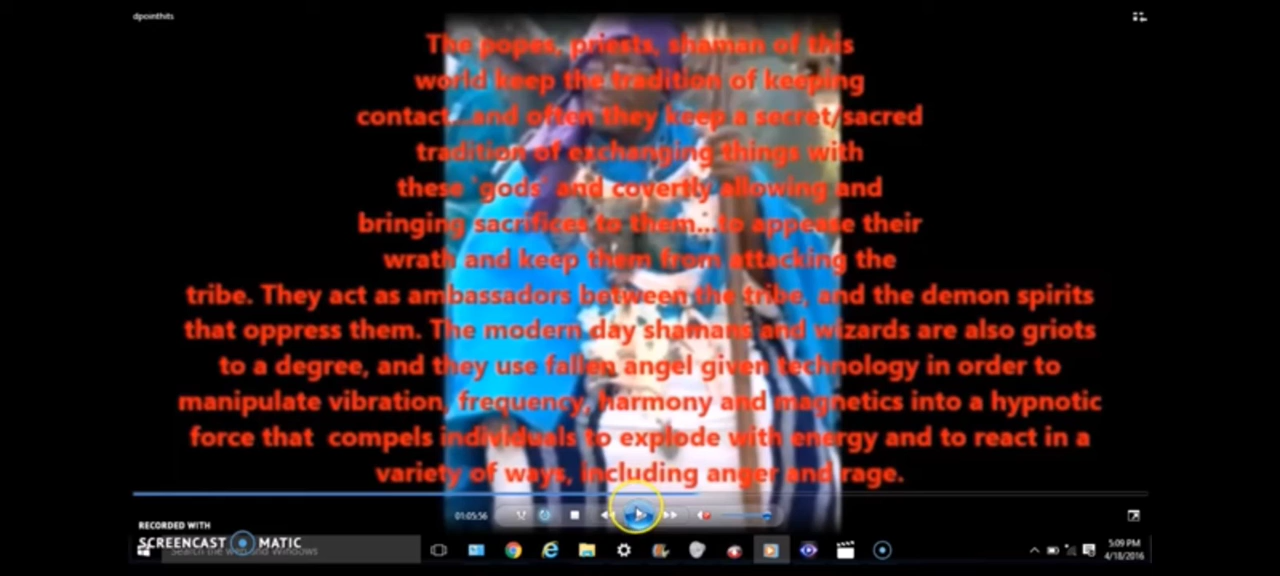 dpointhits
The popes, priests, shaman of this
world keep the tradition of keeping
contact...and often they keep a secret/sacred
tradition of exchanging things with
these 'gods' and covertly allowing and
bringing sacrifices to them...to appease their
wrath and keep them from attacking the
tribe. They act as ambassadors between the tribe, and the demon spirits
that oppress them. The modern day shamans and wizards are also griots
to a degree, and they use fallen angel given technology in order to
manipulate vibration, frequency, harmony and magnetics into a hypnotic
force that compels individuals to explode with energy and to react in a
variety of ways, including anger and rage.
01:05:56
RECORDED WITH
SCREENCAST MATIC
Search the web and Windows
5:09 PM
4/18/2016